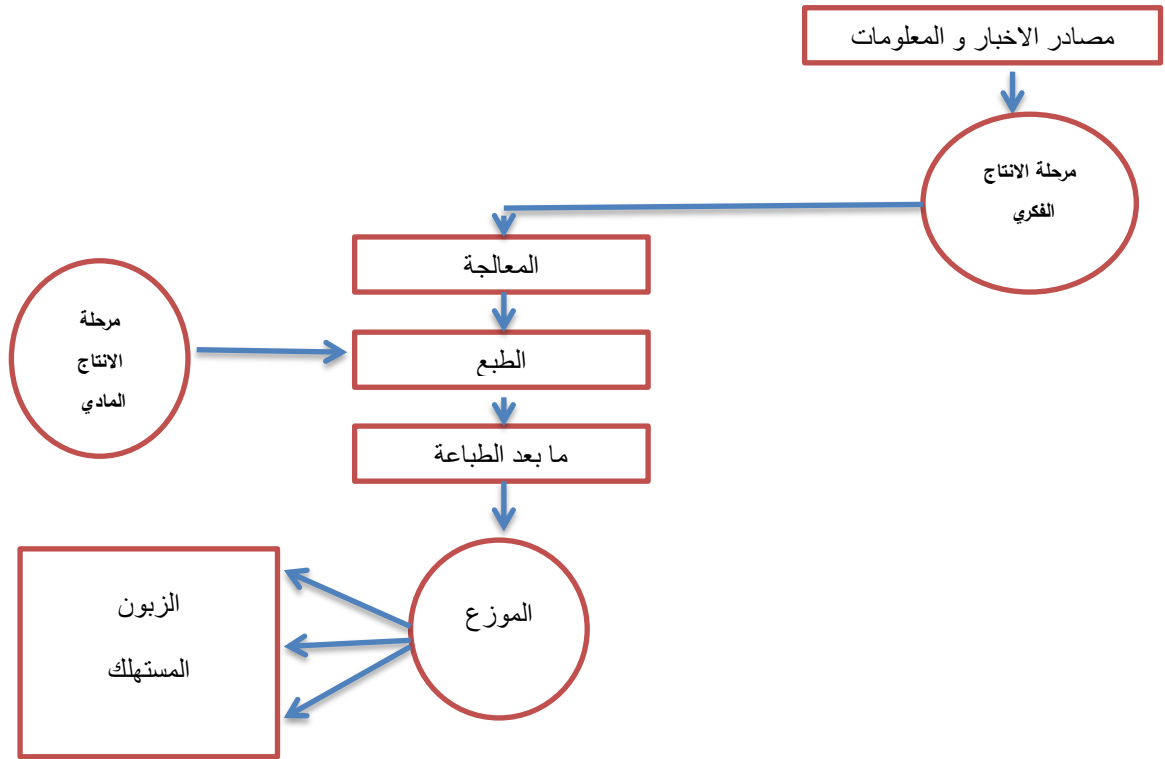 مصادر الاخبار و المعلومات
مرحلة الانتاج
الفكري
المعالجة
مرحلة
الانتاج
المادي
الطبع
ما بعد الطباعة
الموزع
الزبون
المستهلك